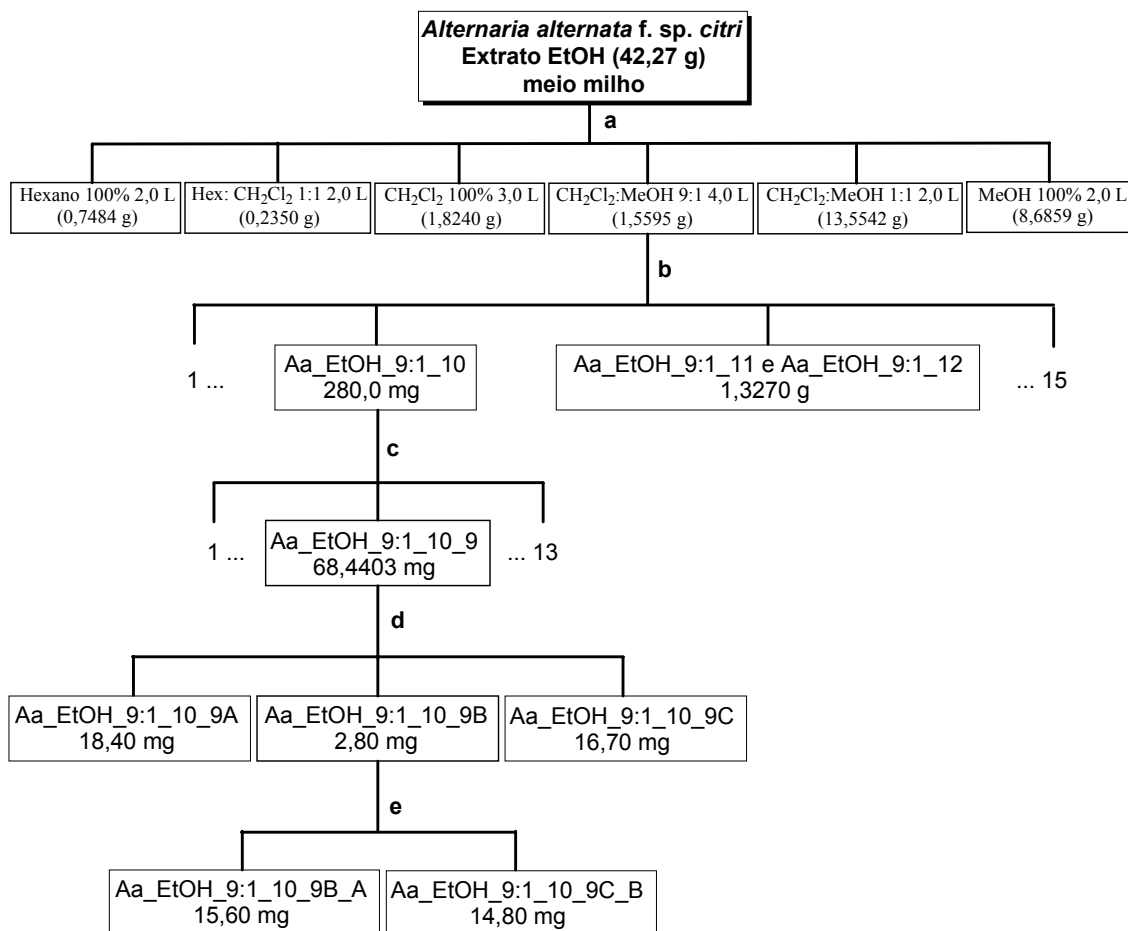 Alternaria alternata f. sp. citri
Extrato EtOH (42,27 g)
meio milho
a
Hexano 100% 2,0 L
(0,7484 g)
Hex: CH₂Cl₂ 1:1 2,0 L
(0,2350 g)
CH₂Cl₂ 100% 3,0 L
(1,8240 g)
CH₂Cl₂:MeOH 9:1 4,0 L
(1,5595 g)
CH₂Cl₂:MeOH 1:1 2,0 L
(13,5542 g)
MeOH 100% 2,0 L
(8,6859 g)
b
1 ...
Aa_EtOH_9:1_10
280,0 mg
Aa_EtOH_9:1_11 e Aa_EtOH_9:1_12
1,3270 g
... 15
c
1 ...
Aa_EtOH_9:1_10_9
68,4403 mg
... 13
d
Aa_EtOH_9:1_10_9A
18,40 mg
Aa_EtOH_9:1_10_9B
2,80 mg
Aa_EtOH_9:1_10_9C
16,70 mg
e
Aa_EtOH_9:1_10_9B_A
15,60 mg
Aa_EtOH_9:1_10_9C_B
14,80 mg